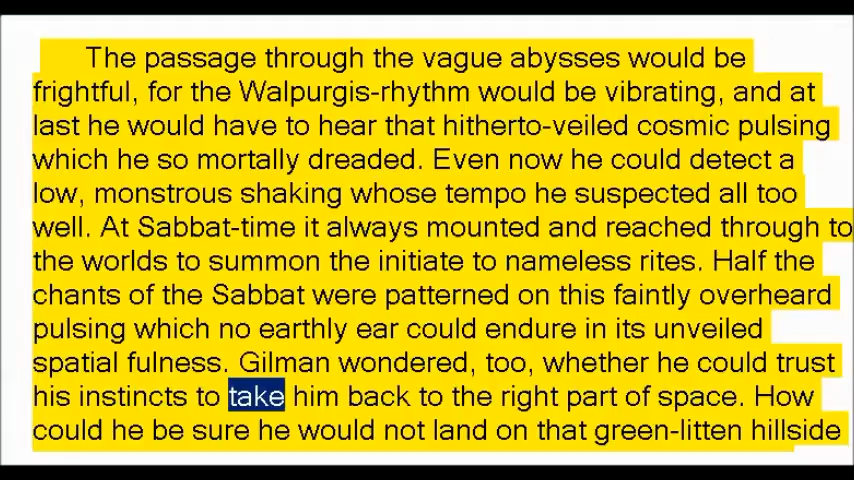 The passage through the vague abysses would be
frightful, for the Walpurgis-rhythm would be vibrating, and at
last he would have to hear that hitherto-veiled cosmic pulsing
which he so mortally dreaded. Even now he could detect a
low, monstrous shaking whose tempo he suspected all too
well. At Sabbat-time it always mounted and reached through to
the worlds to summon the initiate to nameless rites. Half the
chants of the Sabbat were patterned on this faintly overheard
pulsing which no earthly ear could endure in its unveiled
spatial fulness. Gilman wondered, too, whether he could trust
his instincts to take him back to the right part of space. How
could he be sure he would not land on that green-litten hillside